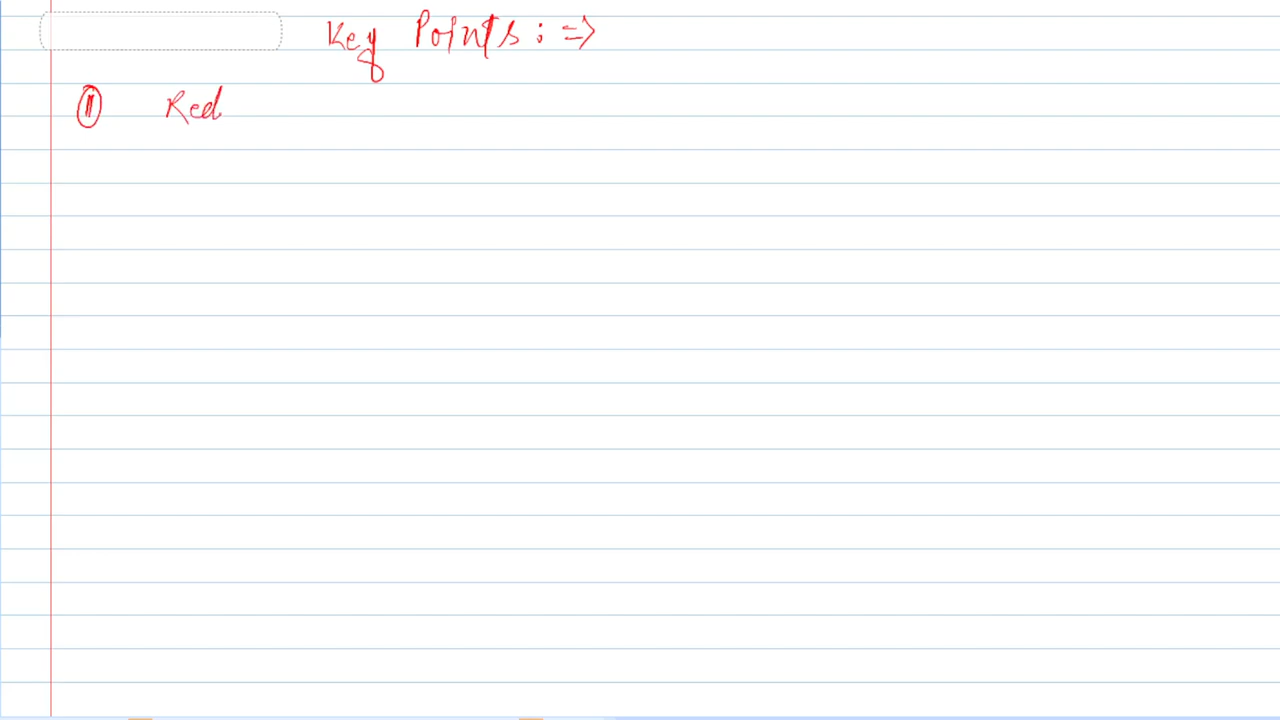 Key Points : =>
① Red